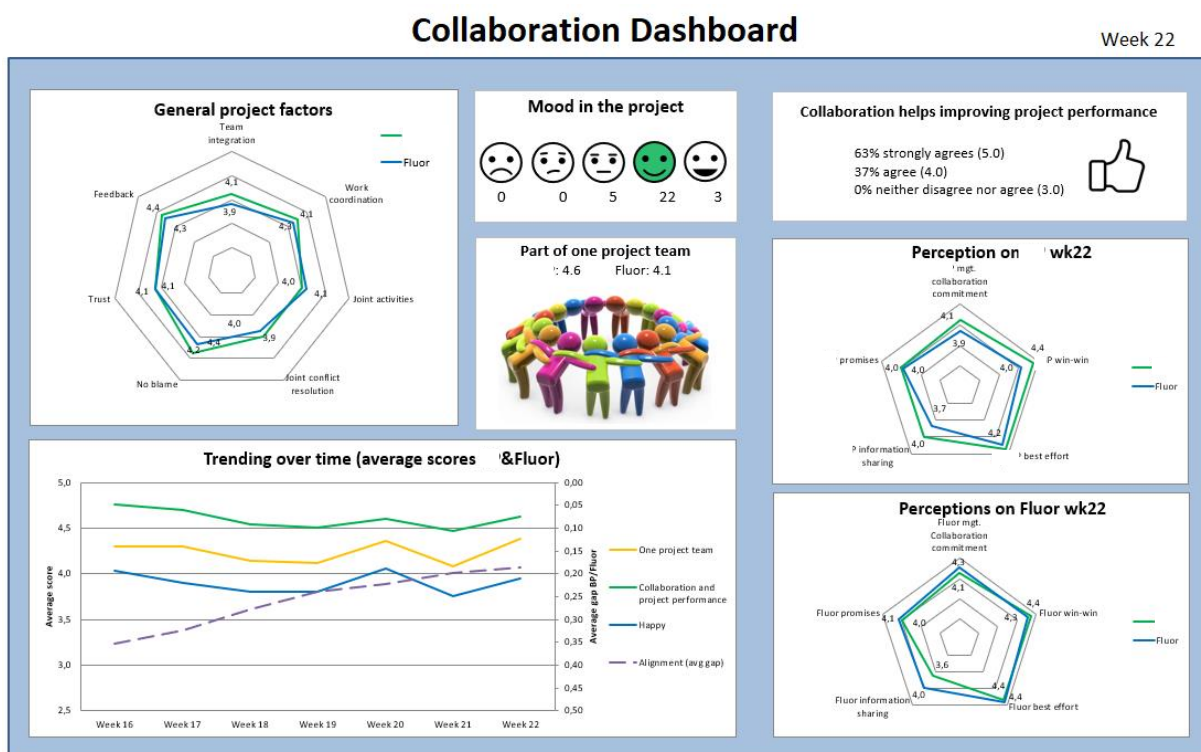 Collaboration Dashboard
Week 22
General project factors
Team
integration
Fluor
Feedback
Work
coordination
4,1
3,9
4,4
4,3
4,1
4,3
Trust
4,1
4,1
4,0
4,1
Joint activities
4,0
3,9
4,4
4,2
No blame
Joint conflict
resolution
Mood in the project
0
0
5
22
3
Part of one project team
: 4.6
Fluor: 4.1
Collaboration helps improving project performance
63% strongly agrees (5.0)
37% agree (4.0)
0% neither disagree nor agree (3.0)
Perception on
wk22
mgt.
collaboration
commitment
4,1
3,9
4,4
P win-win
4,0
promises
4,0
4,0
Fluor
3,7
4,2
4,0
P information
sharing
best effort
Trending over time (average scores
&Fluor)
Average score
5,0
4,5
4,0
3,5
3,0
2,5
Week 16
Week 17
Week 18
Week 19
Week 20
Week 21
Week 22
0,00
0,05
0,10
0,15
0,20
0,25
0,30
0,35
0,40
0,45
0,50
Average gap BP/Fluor
One project team
Collaboration and
project performance
Happy
Alignment (avg gap)
Perceptions on Fluor wk22
Fluor mgt.
Collaboration
commitment
4,3
4,1
4,4
Fluor win-win
4,3
Fluor promises
4,1
4,0
Fluor
3,6
4,4
4,0
4,4
Fluor information
sharing
Fluor best effort